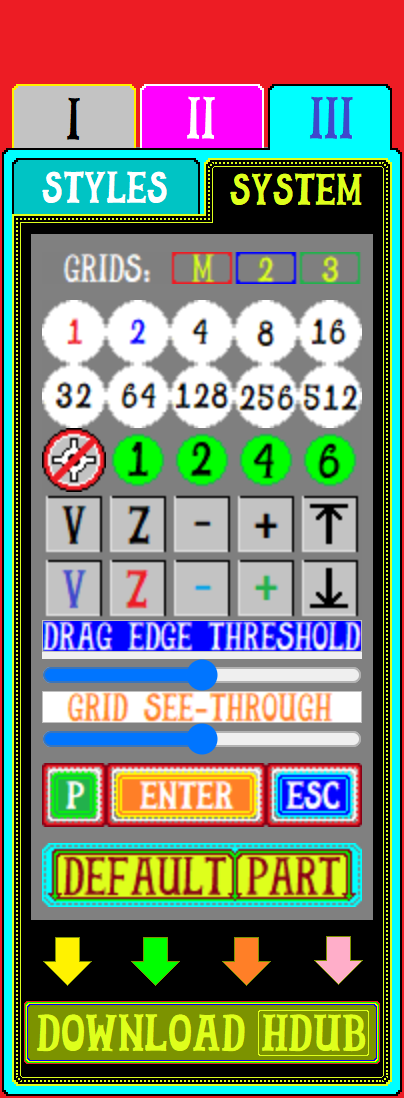 I II III
STYLES SYSTEM
GRIDS: M 2 3
1 2 4 8 16
32 64 128 256 512
1 2 4 6
V Z - +
V Z - +
DRAG EDGE THRESHOLD
GRID SEE-THROUGH
P ENTER ESC
DEFAULT PART
DOWNLOAD HDUB